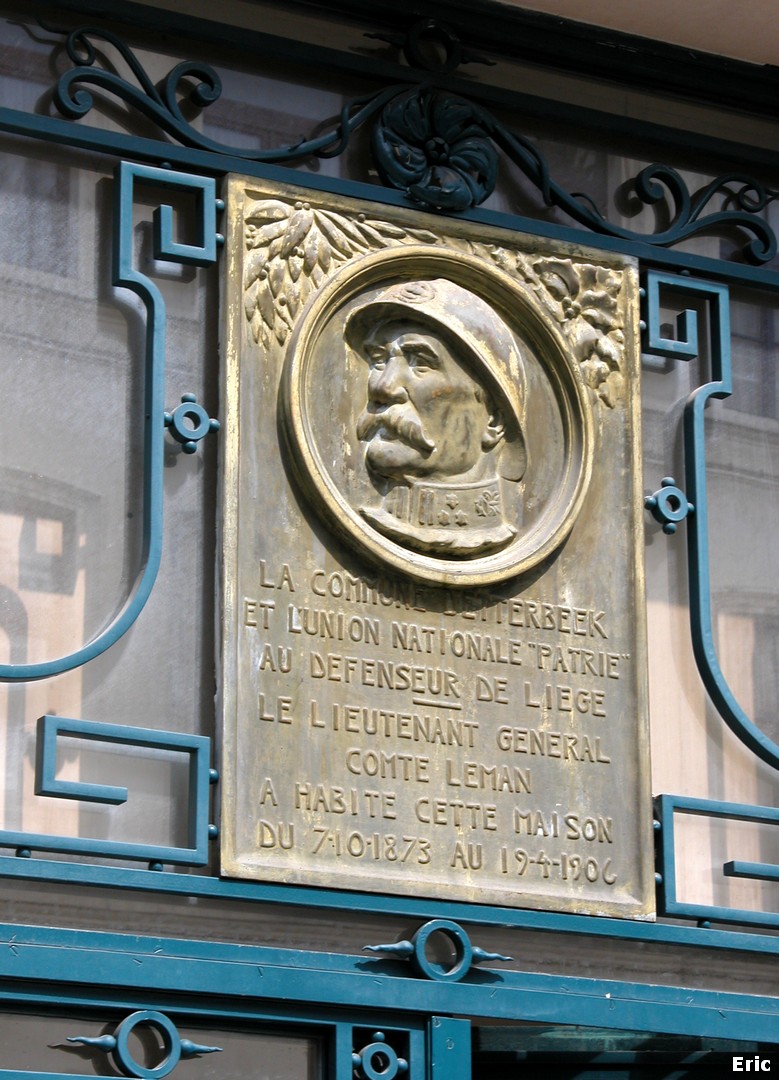 LA COMMUNE D'ETTERBEEK
ET L'UNION NATIONALE "PATRIE"
AU DEFENSEUR DE LIEGE
LE LIEUTENANT GENERAL
COMTE LEMAN
A HABITE CETTE MAISON
DU 7·10·1873 AU 19·4·1906
Eric